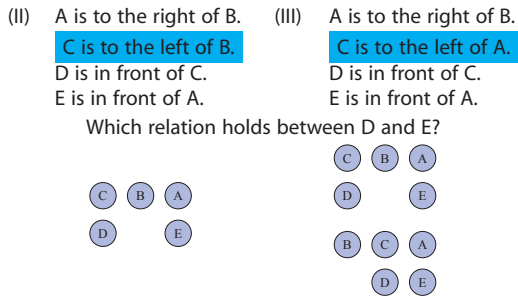 (II) A is to the right of B.
C is to the left of B.
D is in front of C.
E is in front of A.
(III) A is to the right of B.
C is to the left of A.
D is in front of C.
E is in front of A.
Which relation holds between D and E?
C B A
D E
C B A
D E
B C A
D E